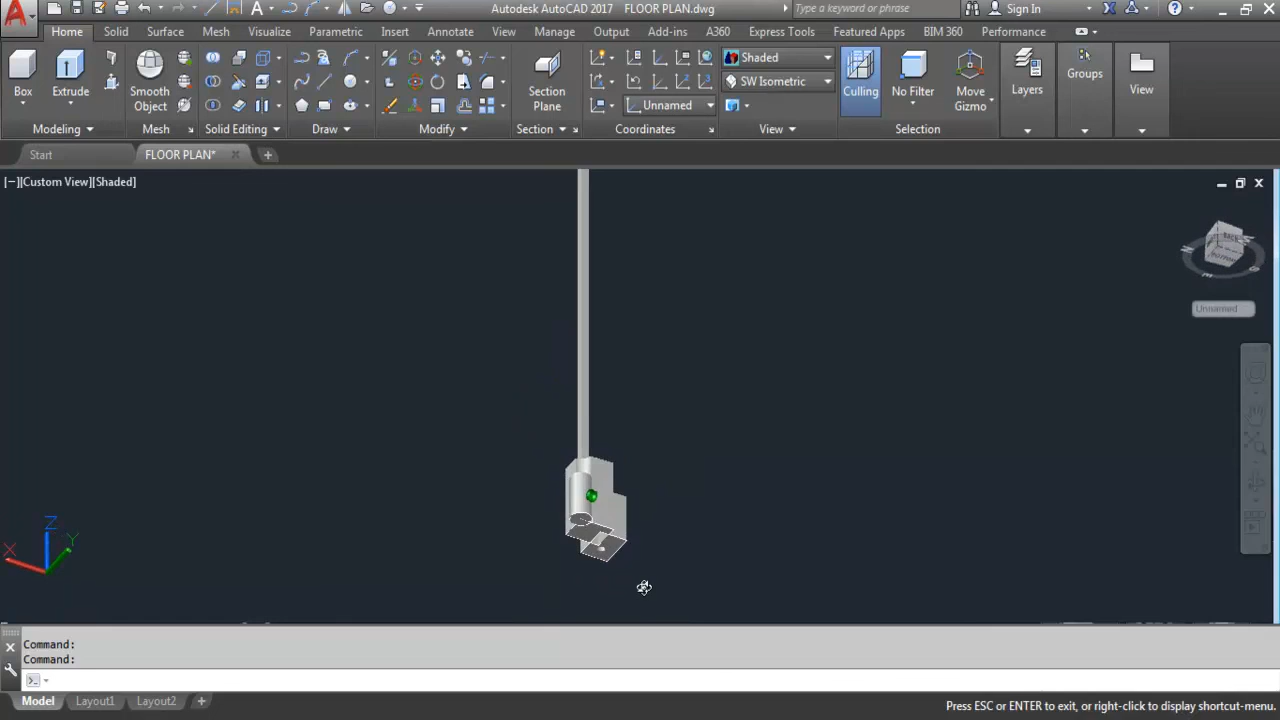 Autodesk AutoCAD 2017 FLOOR PLAN.dwg
Type a keyword or phrase
Sign In
Home Solid Surface Mesh Visualize Parametric Insert Annotate View Manage Output Add-ins A360 Express Tools Featured Apps BIM 360 Performance
Box Extrude Smooth Object Section Plane Shaded SW Isometric Unnamed Culling No Filter Move Gizmo Layers Groups View
Modeling Mesh Solid Editing Draw Modify Section Coordinates View Selection
Start FLOOR PLAN*
[−][Custom View][Shaded]
BACK
Unnamed
Z
Y
X
Command:
Command:
Model Layout1 Layout2
Press ESC or ENTER to exit, or right-click to display shortcut-menu.